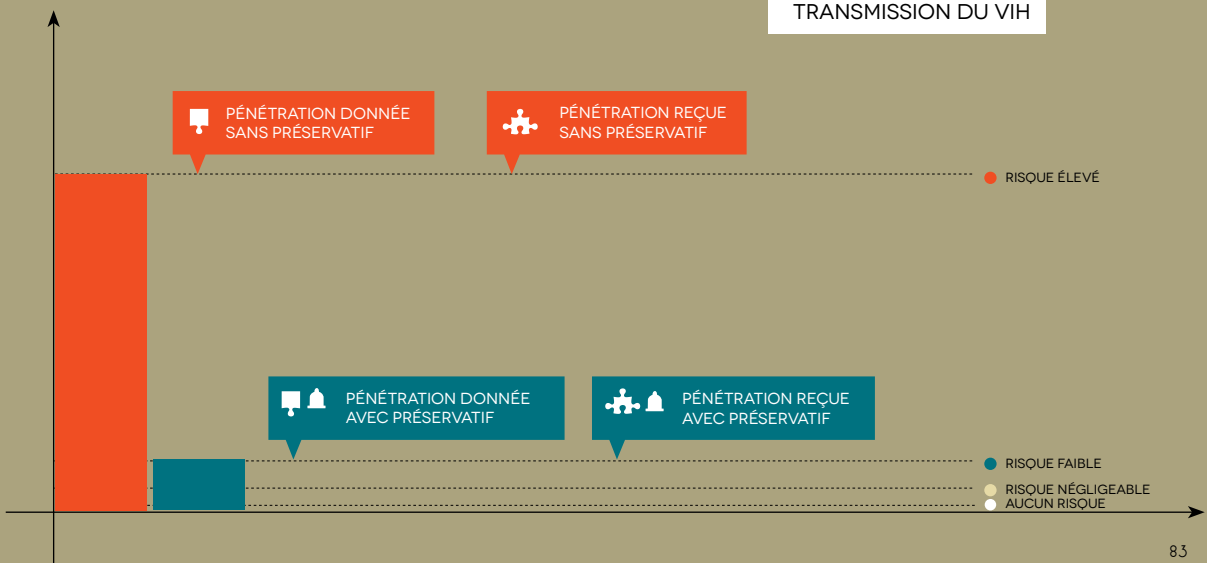 TRANSMISSION DU VIH
PÉNÉTRATION DONNÉE
SANS PRÉSERVATIF
PÉNÉTRATION REÇUE
SANS PRÉSERVATIF
RISQUE ÉLEVÉ
PÉNÉTRATION DONNÉE
AVEC PRÉSERVATIF
PÉNÉTRATION REÇUE
AVEC PRÉSERVATIF
RISQUE FAIBLE
RISQUE NÉGLIGEABLE
AUCUN RISQUE
83